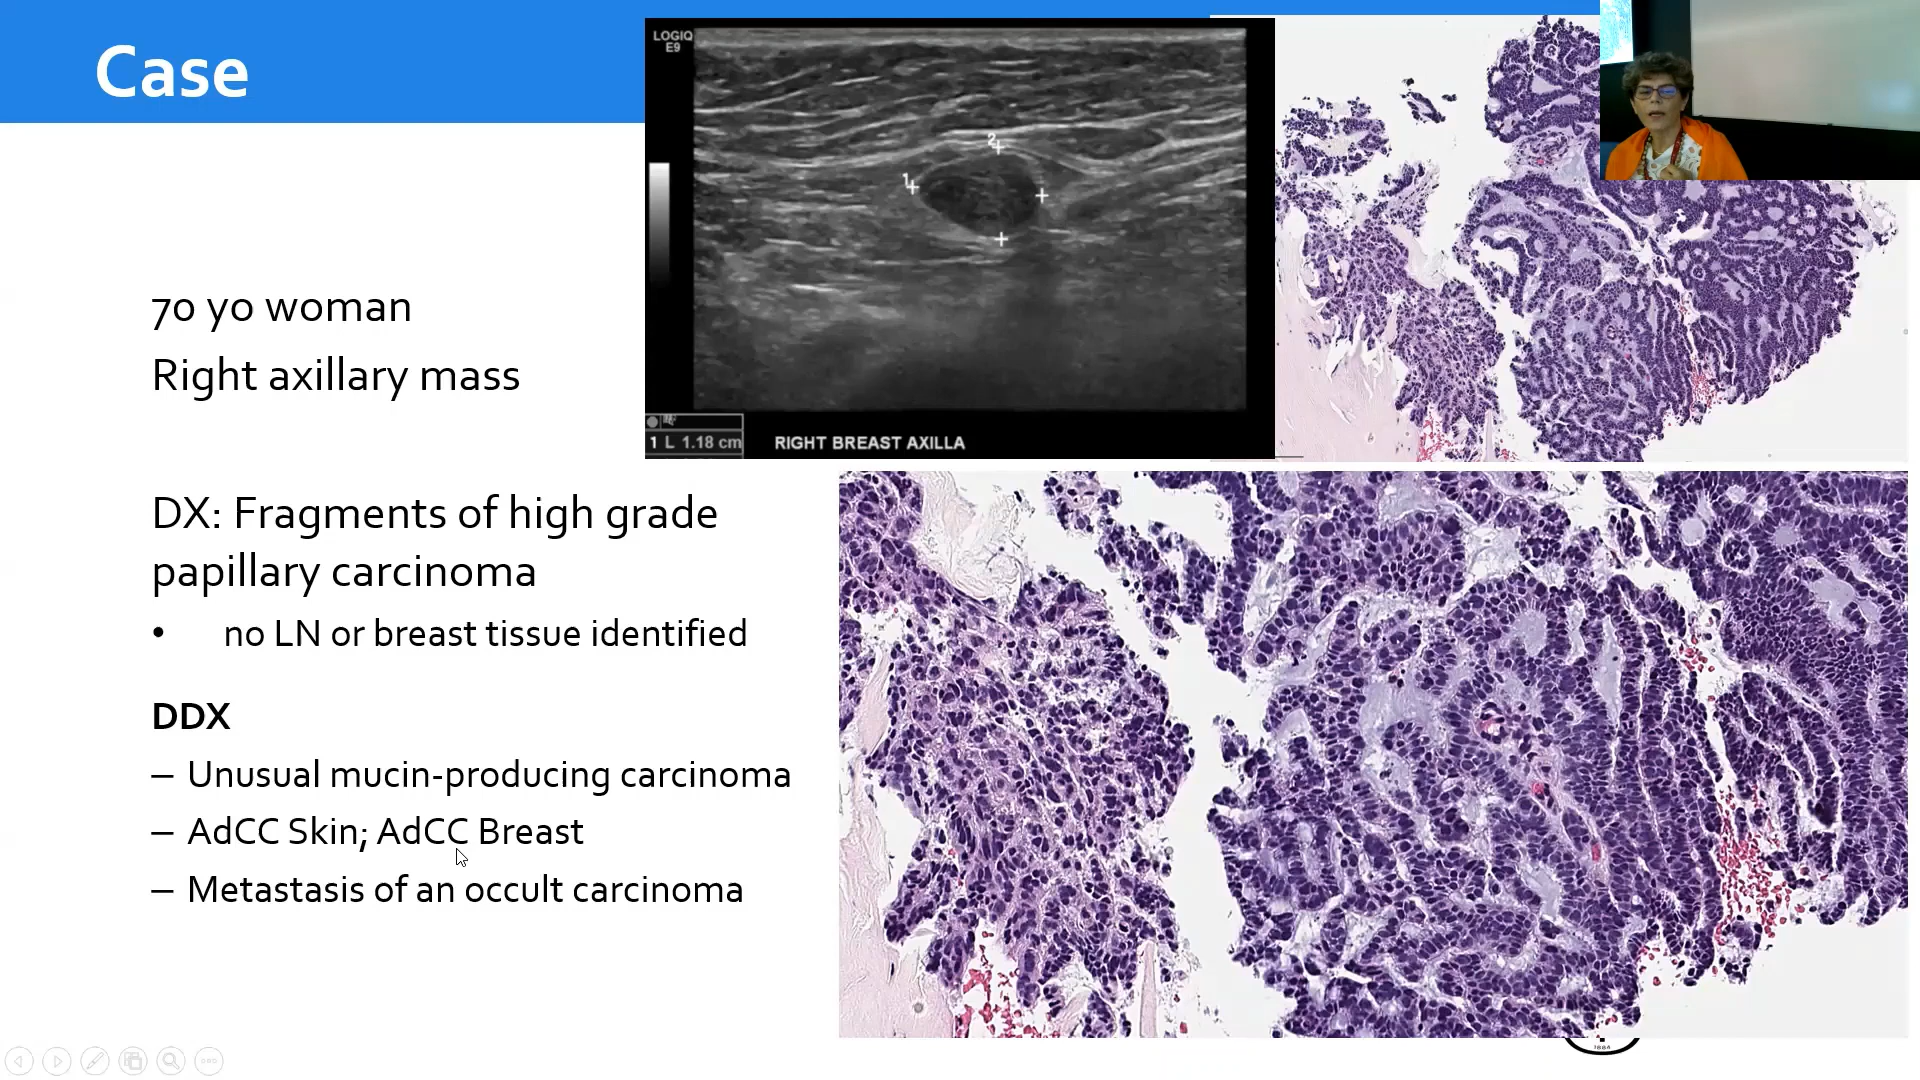 Case
LOGIQ
E9
2
1
1 L 1.18 cm
RIGHT BREAST AXILLA
70 yo woman
Right axillary mass
DX: Fragments of high grade
papillary carcinoma
• no LN or breast tissue identified
DDX
– Unusual mucin-producing carcinoma
– AdCC Skin; AdCC Breast
– Metastasis of an occult carcinoma
1884